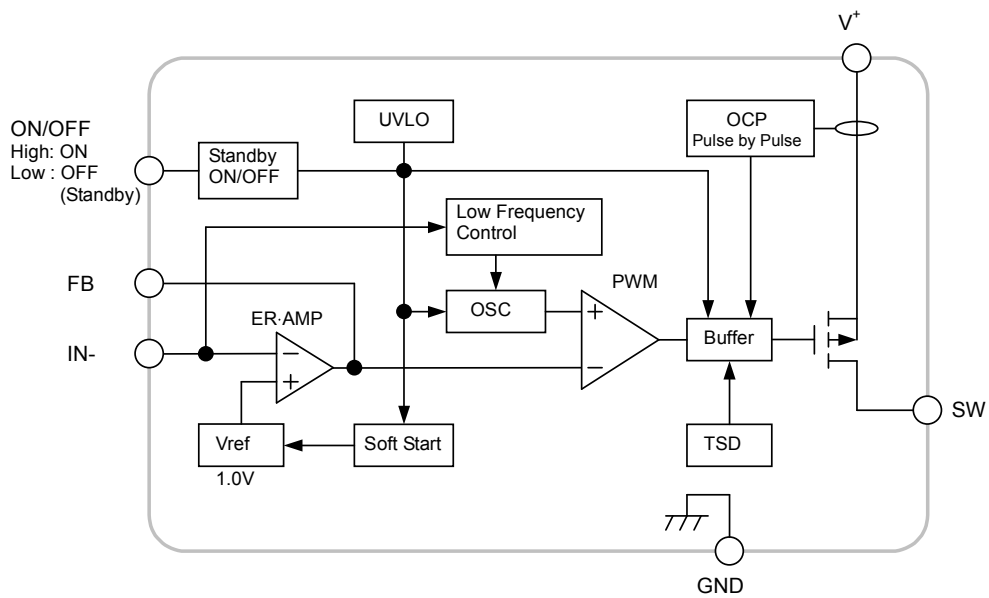 V+
UVLO
OCP
Pulse by Pulse
ON/OFF
High: ON
Low : OFF
(Standby)
Standby
ON/OFF
Low Frequency
Control
FB
OSC
PWM
+
−
Buffer
ER·AMP
IN-
−
+
SW
Vref
1.0V
Soft Start
TSD
GND